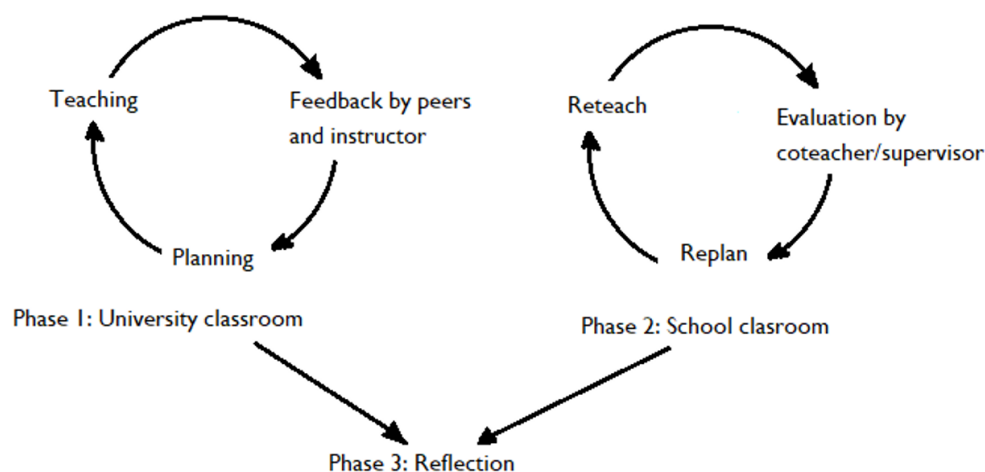 Teaching
Feedback by peers
and instructor
Planning
Phase 1: University classroom
Reteach
Evaluation by
coteacher/supervisor
Replan
Phase 2: School clasroom
Phase 3: Reflection